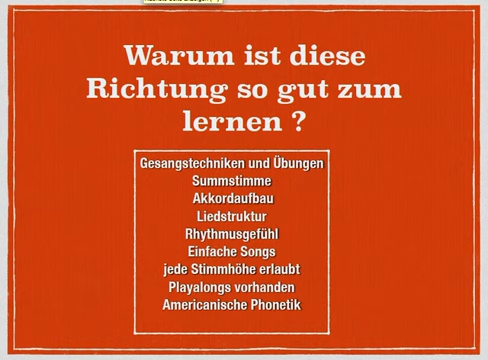 Warum ist diese
Richtung so gut zum
lernen ?
Gesangstechniken und Übungen
Summstimme
Akkordaufbau
Liedstruktur
Rhythmusgefühl
Einfache Songs
jede Stimmhöhe erlaubt
Playalongs vorhanden
Americanische Phonetik